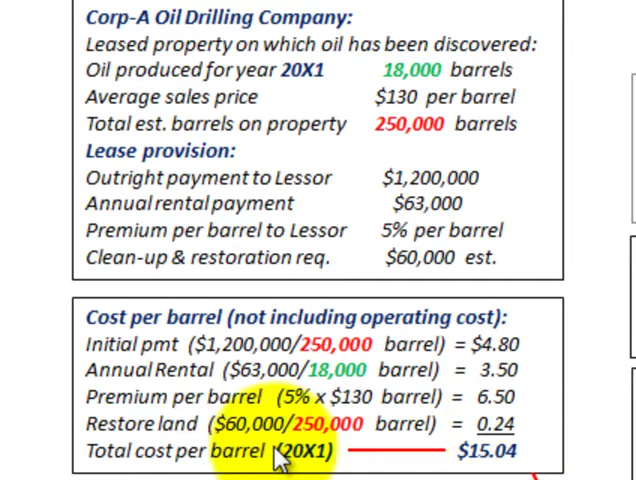 Corp-A Oil Drilling Company:
Leased property on which oil has been discovered:
Oil produced for year 20X1 18,000 barrels
Average sales price $130 per barrel
Total est. barrels on property 250,000 barrels
Lease provision:
Outright payment to Lessor $1,200,000
Annual rental payment $63,000
Premium per barrel to Lessor 5% per barrel
Clean-up & restoration req. $60,000 est.
Cost per barrel (not including operating cost):
Initial pmt ($1,200,000/250,000 barrel) = $4.80
Annual Rental ($63,000/18,000 barrel) = 3.50
Premium per barrel (5% x $130 barrel) = 6.50
Restore land ($60,000/250,000 barrel) = 0.24
Total cost per barrel (20X1) $15.04